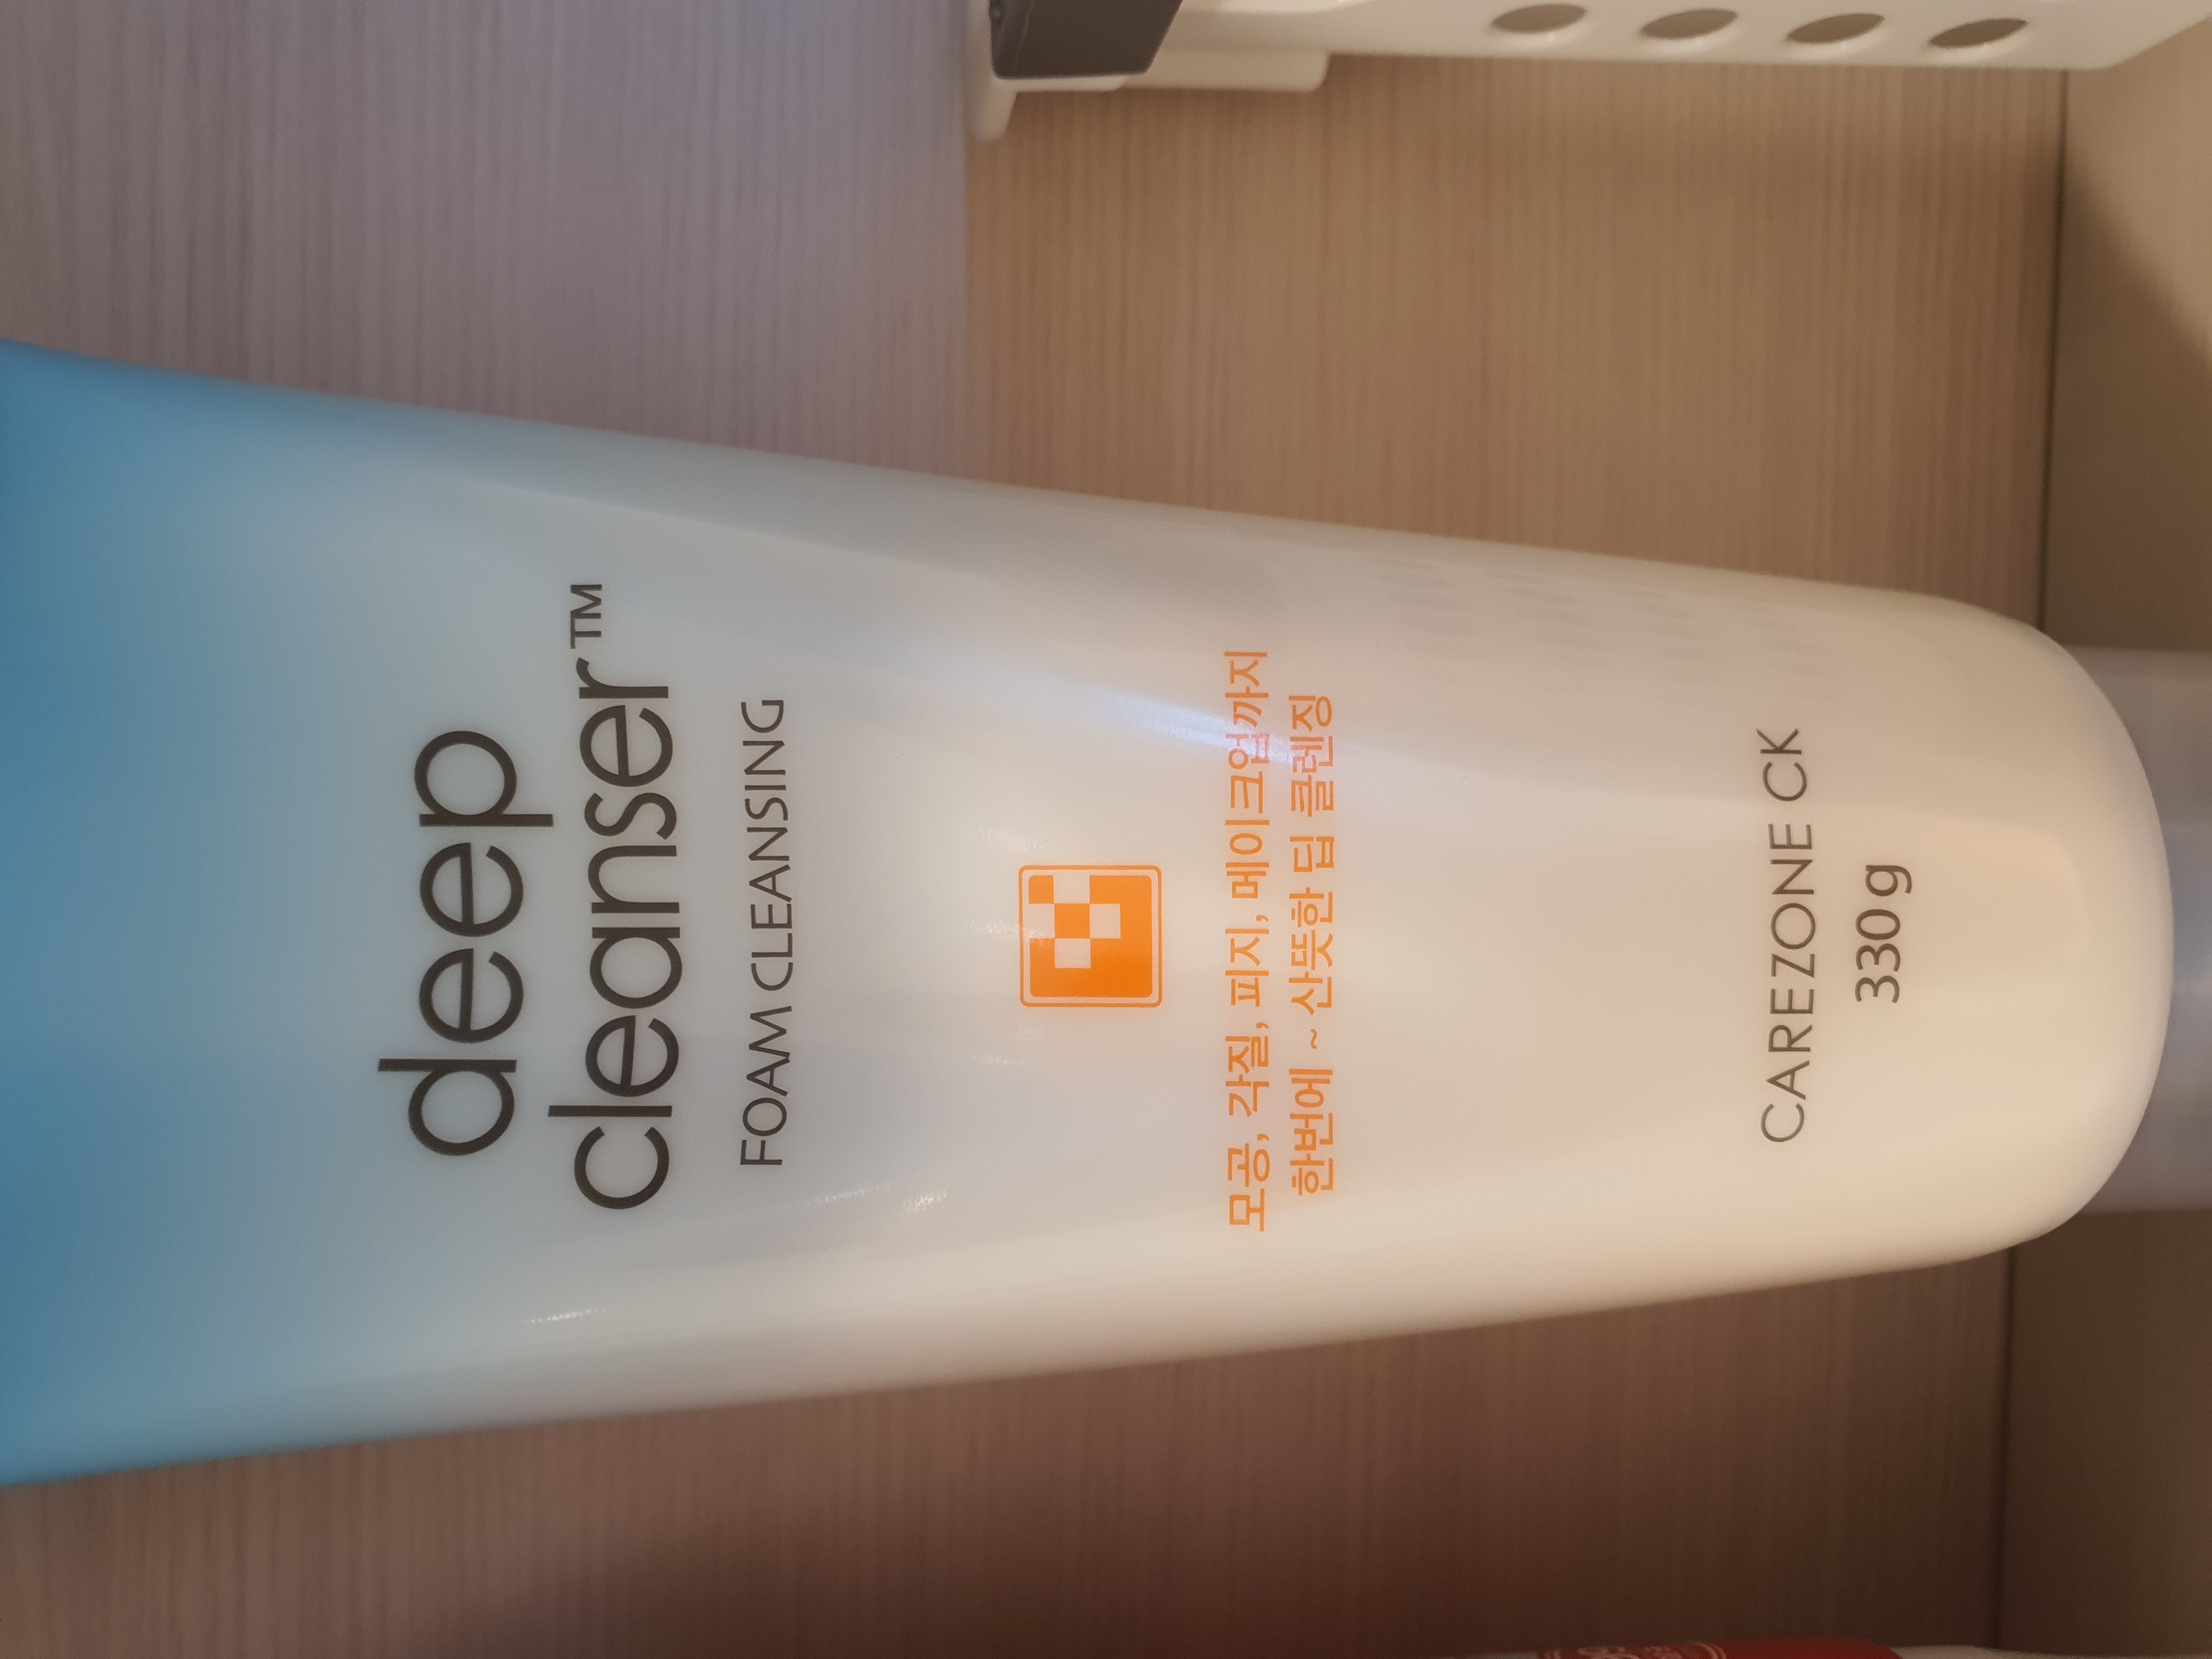 deep
cleanser™
FOAM CLEANSING
모공, 각질, 피지, 메이크업까지
한번에 ~ 산뜻한 딥 클렌징
CAREZONE CK
330 g